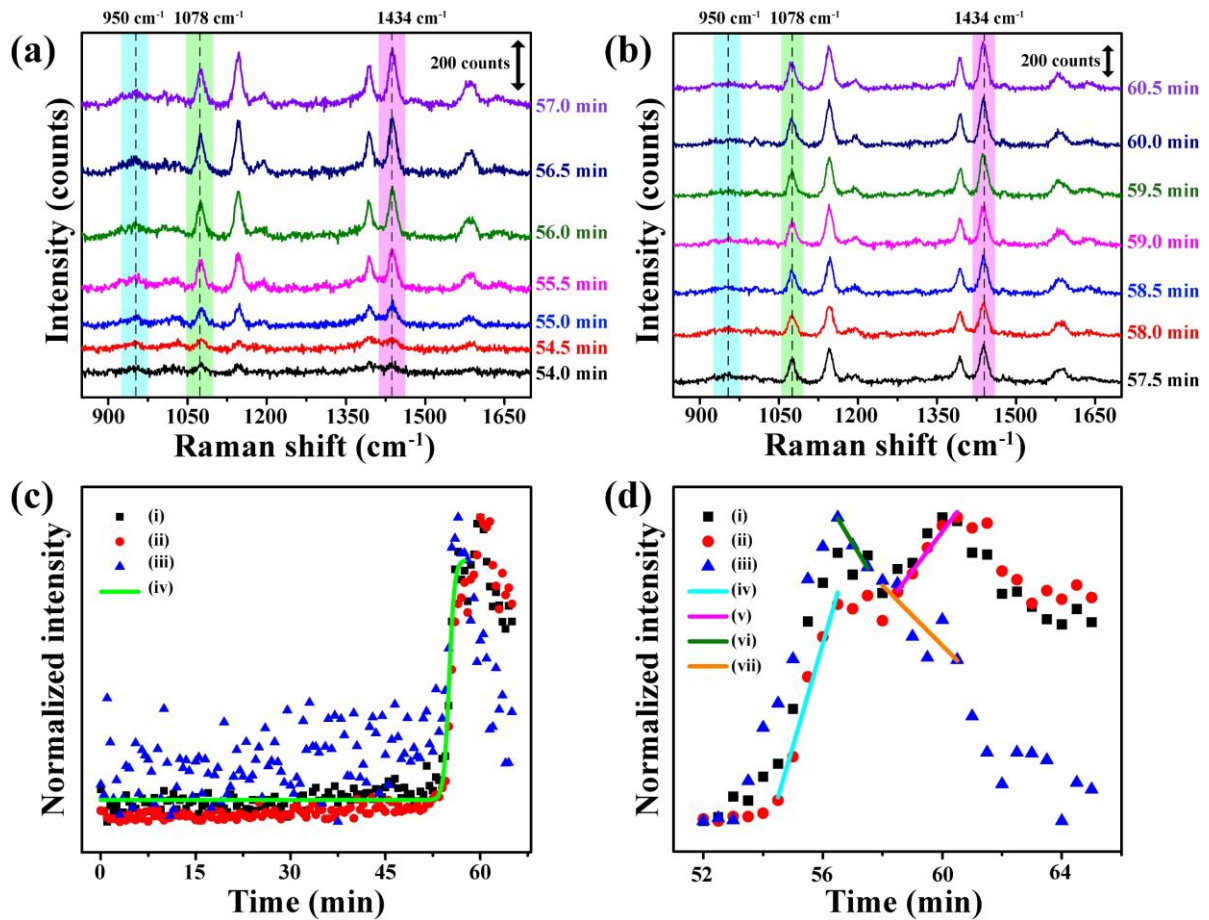 950 cm⁻¹ 1078 cm⁻¹ 1434 cm⁻¹
(a)
200 counts
57.0 min
56.5 min
56.0 min
55.5 min
55.0 min
54.5 min
54.0 min
Intensity (counts)
900 1050 1200 1350 1500 1650
Raman shift (cm⁻¹)
950 cm⁻¹ 1078 cm⁻¹ 1434 cm⁻¹
(b)
200 counts
60.5 min
60.0 min
59.5 min
59.0 min
58.5 min
58.0 min
57.5 min
Intensity (counts)
900 1050 1200 1350 1500 1650
Raman shift (cm⁻¹)
(c)
(i)
(ii)
(iii)
(iv)
Normalized intensity
0 15 30 45 60
Time (min)
(d)
(i)
(ii)
(iii)
(iv)
(v)
(vi)
(vii)
Normalized intensity
52 56 60 64
Time (min)